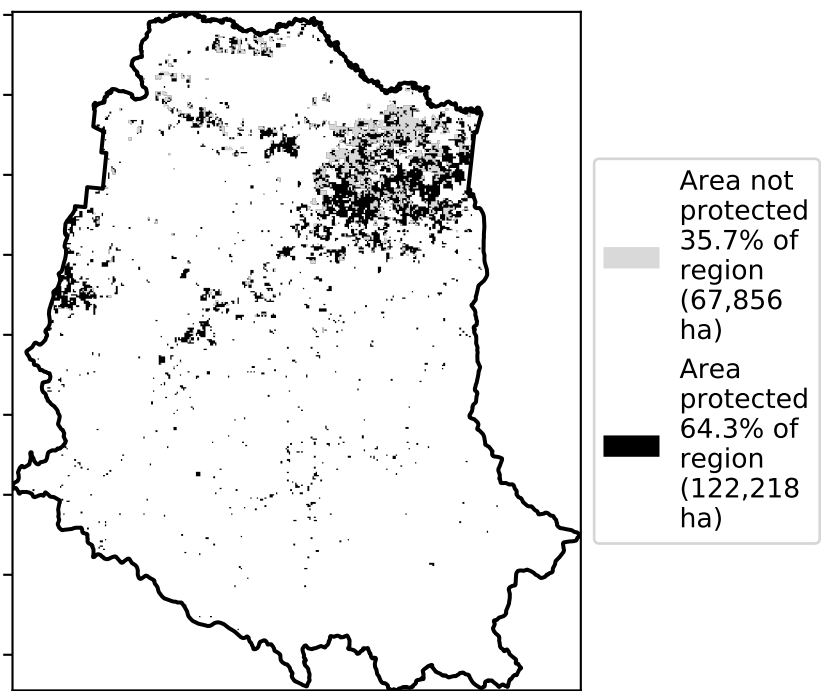 Area not
protected
35.7% of
region
(67,856
ha)
Area
protected
64.3% of
region
(122,218
ha)